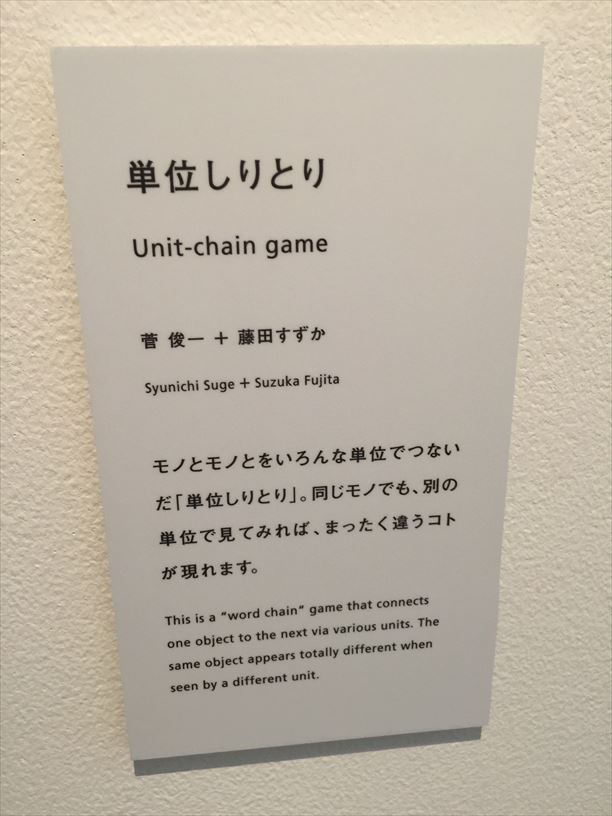 単位しりとり
Unit-chain game
菅 俊一 + 藤田すずか
Syunichi Suge + Suzuka Fujita
モノとモノとをいろんな単位でつない
だ「単位しりとり」。同じモノでも、別の
単位で見てみれば、まったく違うコト
が現れます。
This is a “word chain” game that connects
one object to the next via various units. The
same object appears totally different when
seen by a different unit.